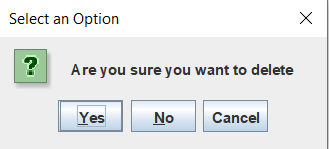 Select an Option
?
Are you sure you want to delete
Yes No Cancel